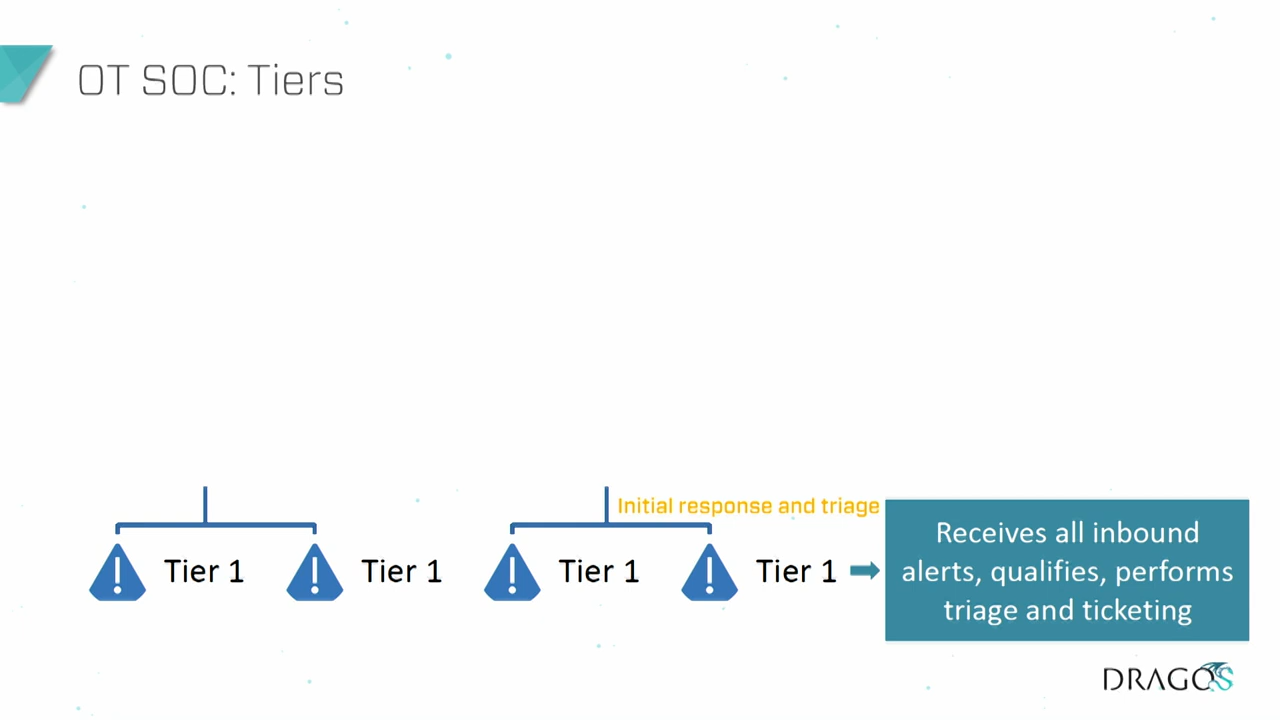 OT SOC: Tiers
Initial response and triage
Tier 1
Tier 1
Tier 1
Tier 1
Receives all inbound
alerts, qualifies, performs
triage and ticketing
DRAGOS